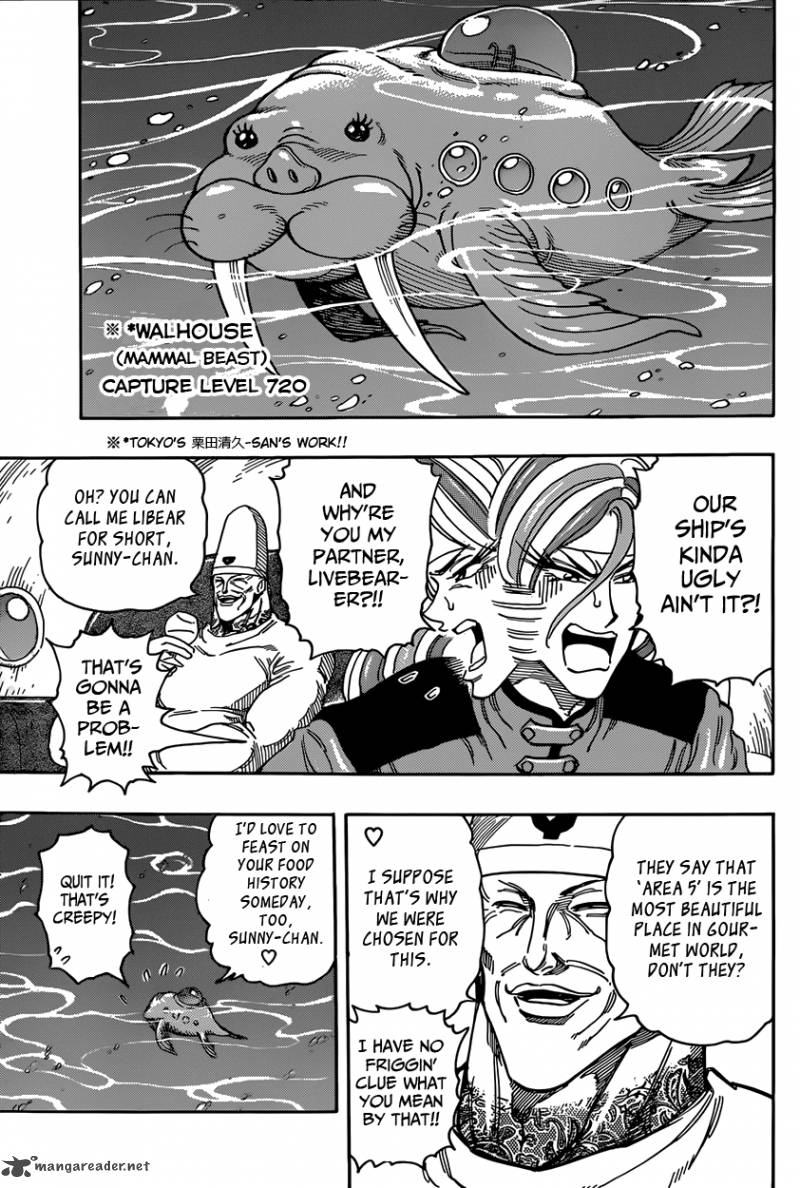 ※ *WALHOUSE
(MAMMAL BEAST)
CAPTURE LEVEL 720
※ *TOKYO'S 栗田清久-SAN'S WORK!!
OUR
SHIP'S
KINDA
UGLY
AIN'T IT?!
AND
WHY'RE
YOU MY
PARTNER,
LIVEBEAR-
ER?!!
OH? YOU CAN
CALL ME LIBEAR
FOR SHORT,
SUNNY-CHAN.
THAT'S
GONNA
BE A
PROB-
LEM!!
THEY SAY THAT
'AREA 5' IS THE
MOST BEAUTIFUL
PLACE IN GOUR-
MET WORLD,
DON'T THEY?
♡
I SUPPOSE
THAT'S WHY
WE WERE
CHOSEN FOR
THIS.
I HAVE NO
FRIGGIN'
CLUE WHAT
YOU MEAN
BY THAT!!
I'D LOVE TO
FEAST ON
YOUR FOOD
HISTORY
SOMEDAY,
TOO,
SUNNY-CHAN.
♡
QUIT IT!
THAT'S
CREEPY!
mangareader.net